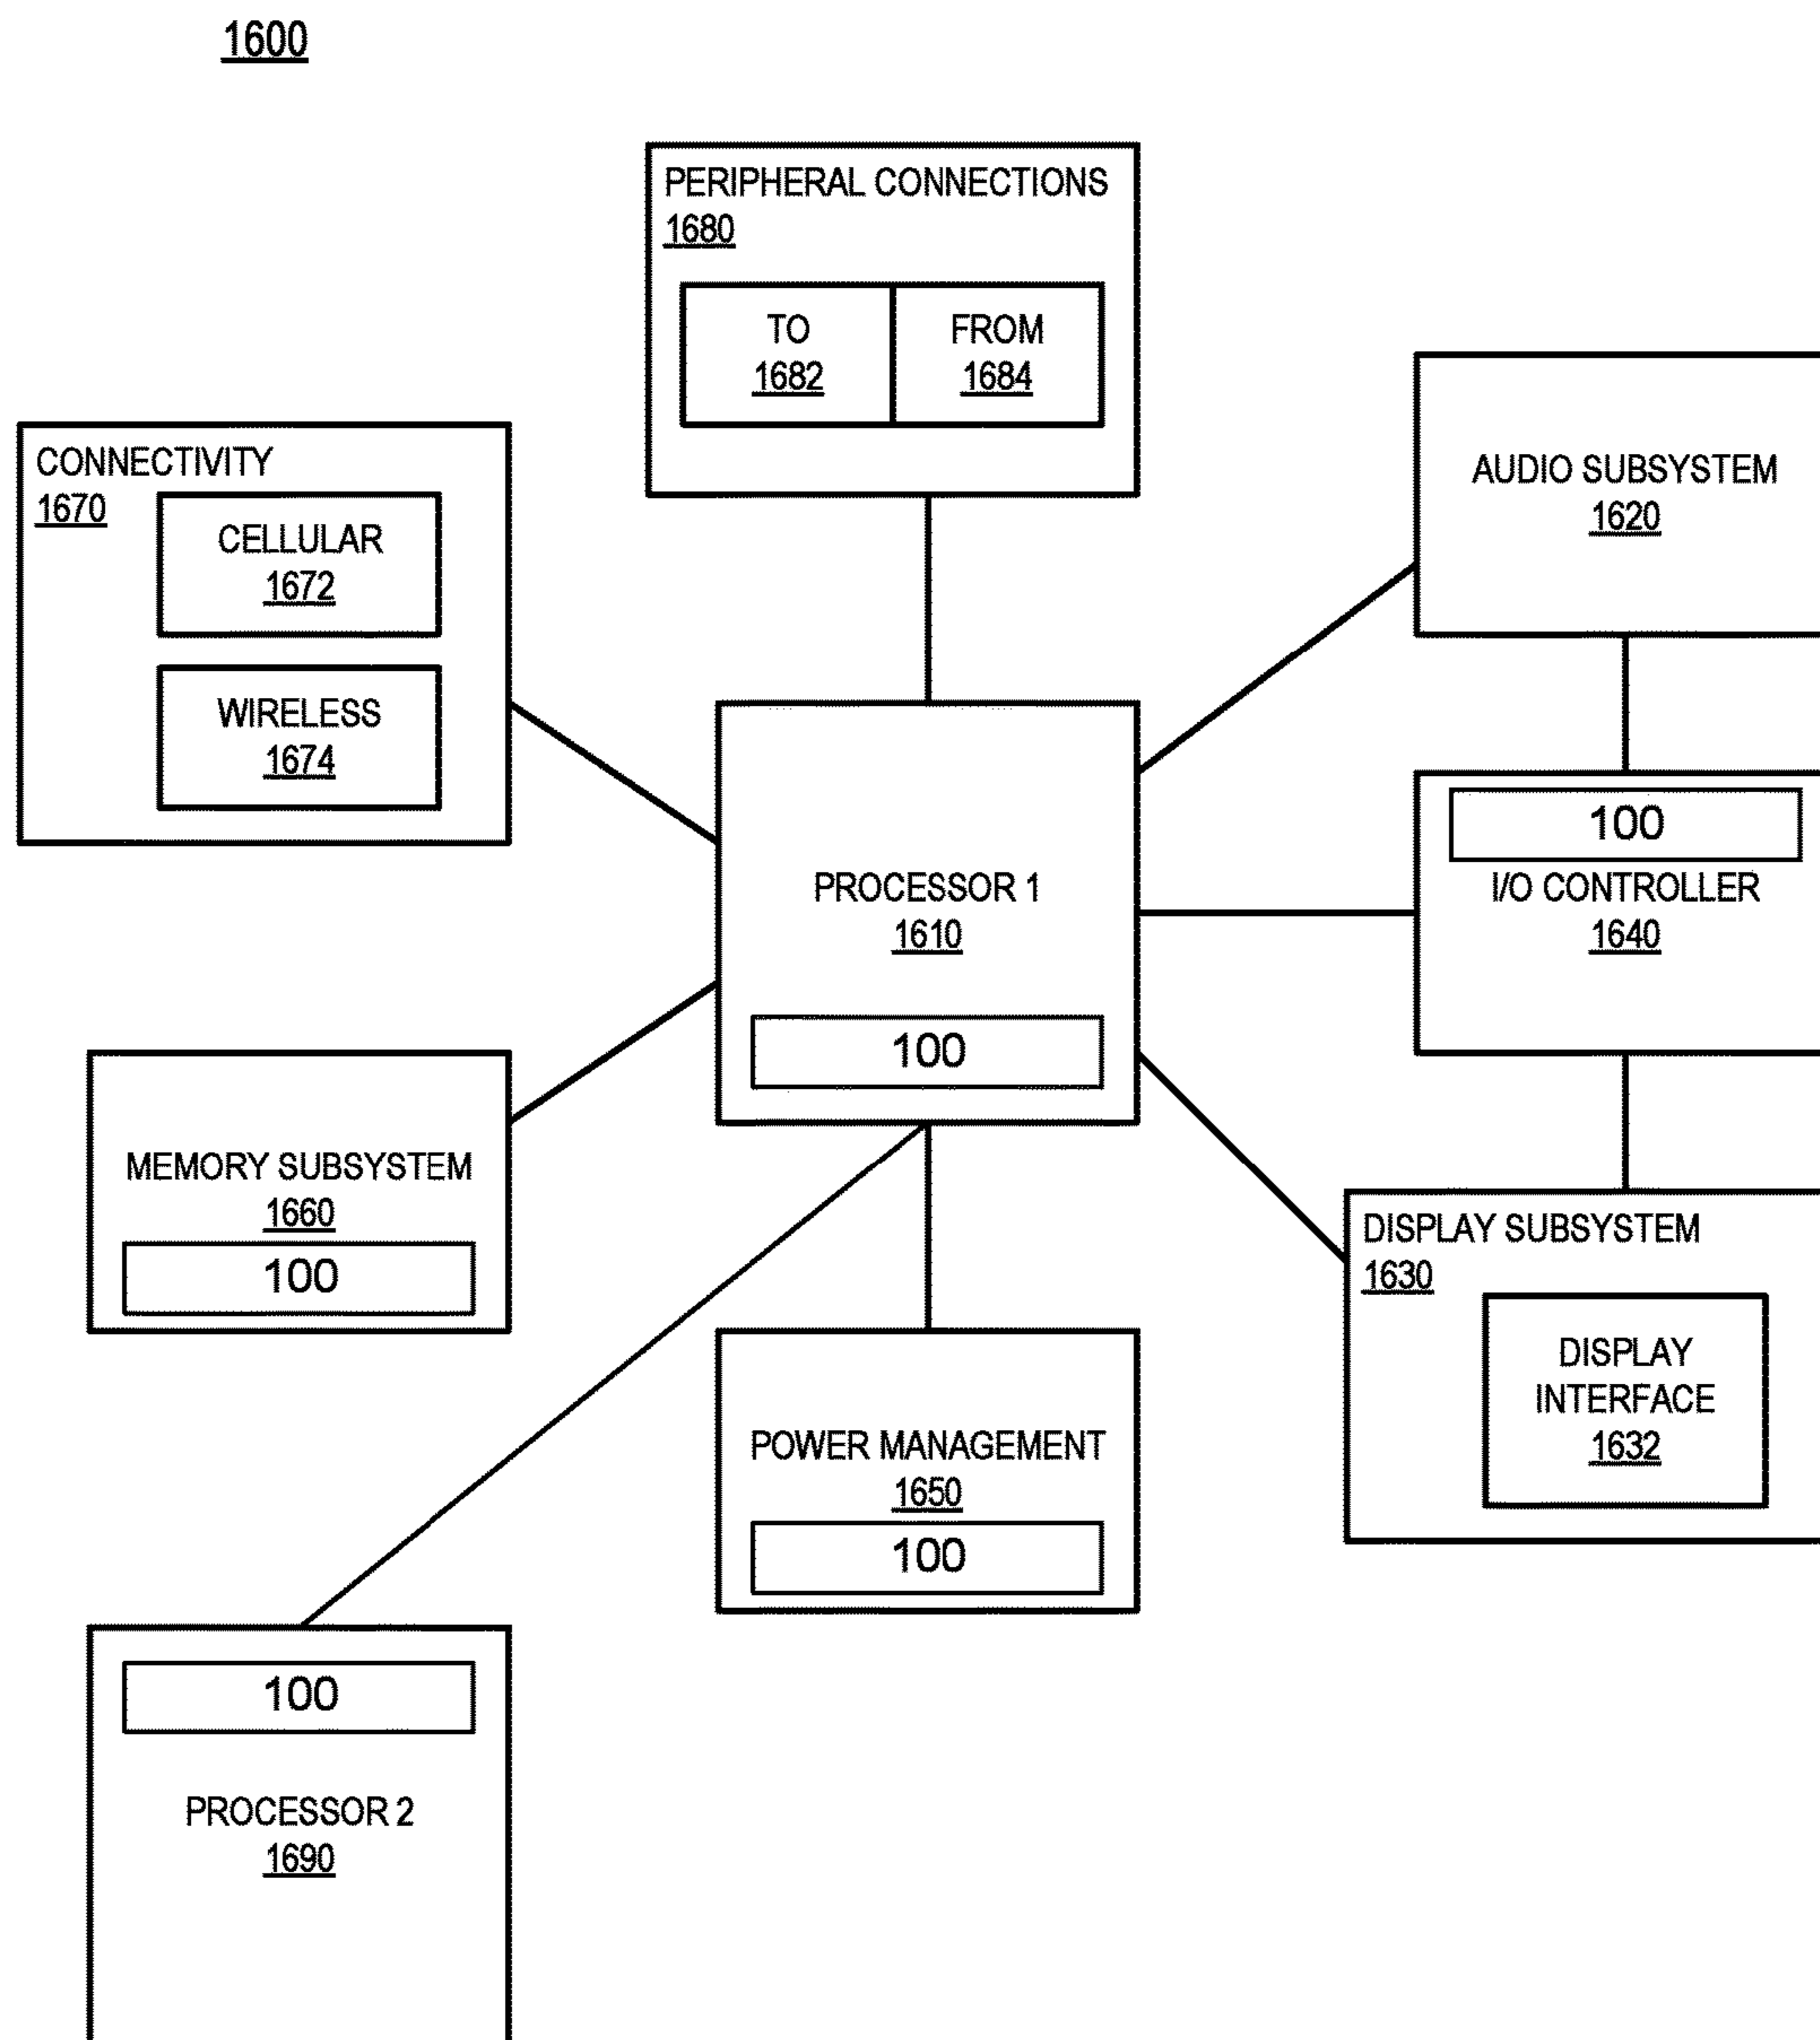 1600
PERIPHERAL CONNECTIONS
1680
TO
1682
FROM
1684
AUDIO SUBSYSTEM
1620
CONNECTIVITY
1670
CELLULAR
1672
WIRELESS
1674
100
I/O CONTROLLER
1640
PROCESSOR 1
1610
100
MEMORY SUBSYSTEM
1660
100
DISPLAY SUBSYSTEM
1630
DISPLAY
INTERFACE
1632
POWER MANAGEMENT
1650
100
100
PROCESSOR 2
1690